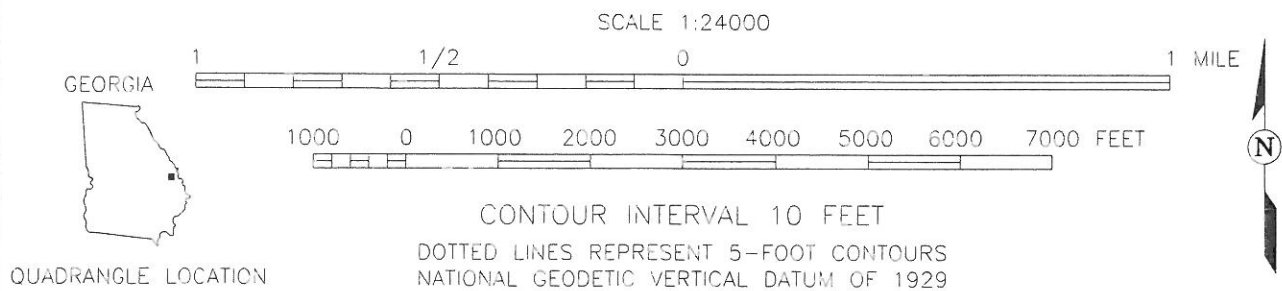 SCALE 1:24000
1 1/2 0 1 MILE
GEORGIA
1000 0 1000 2000 3000 4000 5000 6000 7000 FEET
N
CONTOUR INTERVAL 10 FEET
DOTTED LINES REPRESENT 5-FOOT CONTOURS
NATIONAL GEODETIC VERTICAL DATUM OF 1929
QUADRANGLE LOCATION